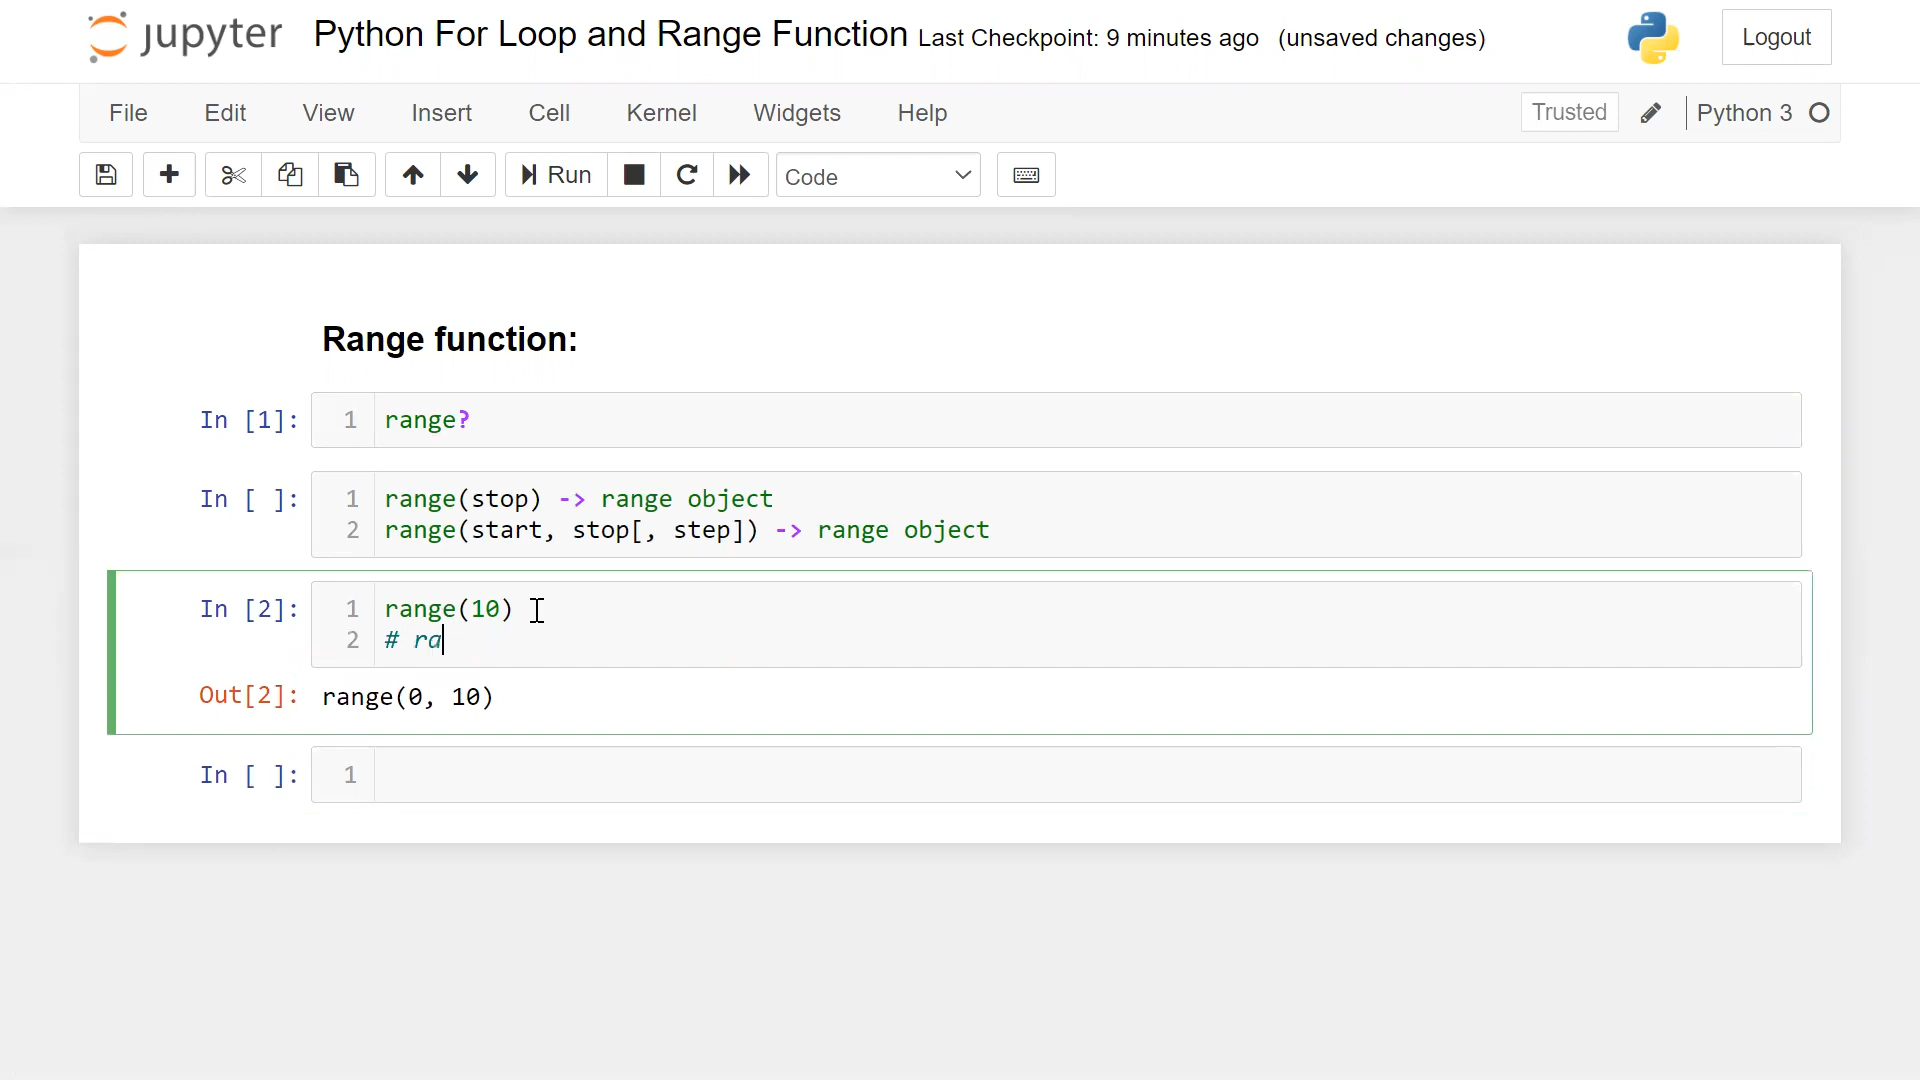 jupyter Python For Loop and Range Function Last Checkpoint: 9 minutes ago (unsaved changes) Logout
File Edit View Insert Cell Kernel Widgets Help Trusted Python 3
Run Code
Range function:
In [1]: 1 range?
In [ ]: 1 range(stop) -> range object
2 range(start, stop[, step]) -> range object
In [2]: 1 range(10)
2 # ra
Out[2]: range(0, 10)
In [ ]: 1